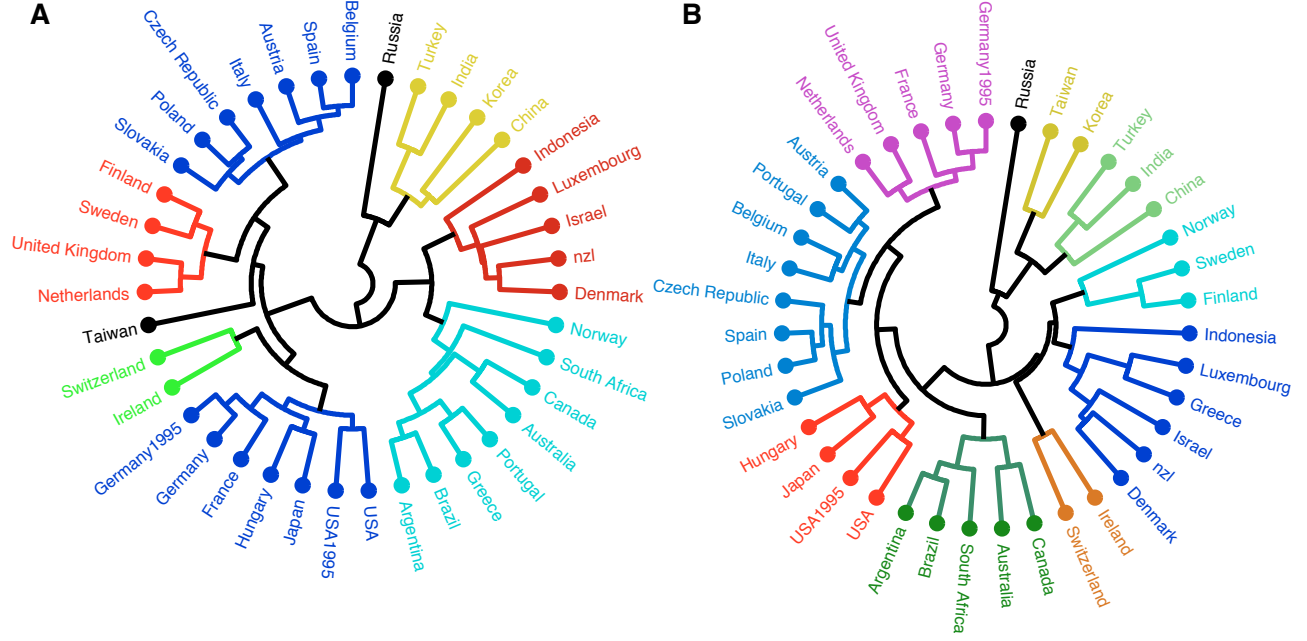 A
Belgium
Spain
Austria
Italy
Czech Republic
Poland
Slovakia
Finland
Sweden
United Kingdom
Netherlands
Taiwan
Switzerland
Ireland
Germany1995
Germany
France
Hungary
Japan
USA1995
USA
Argentina
Brazil
Greece
Portugal
Australia
Canada
South Africa
Norway
Denmark
nzl
Israel
Luxembourg
Indonesia
China
Korea
India
Turkey
Russia
B
Germany1995
Germany
France
United Kingdom
Netherlands
Austria
Portugal
Belgium
Italy
Czech Republic
Spain
Poland
Slovakia
Hungary
Japan
USA1995
USA
Argentina
Brazil
South Africa
Australia
Canada
Switzerland
Ireland
Denmark
nzl
Israel
Greece
Luxembourg
Indonesia
Finland
Sweden
Norway
China
India
Turkey
Korea
Taiwan
Russia